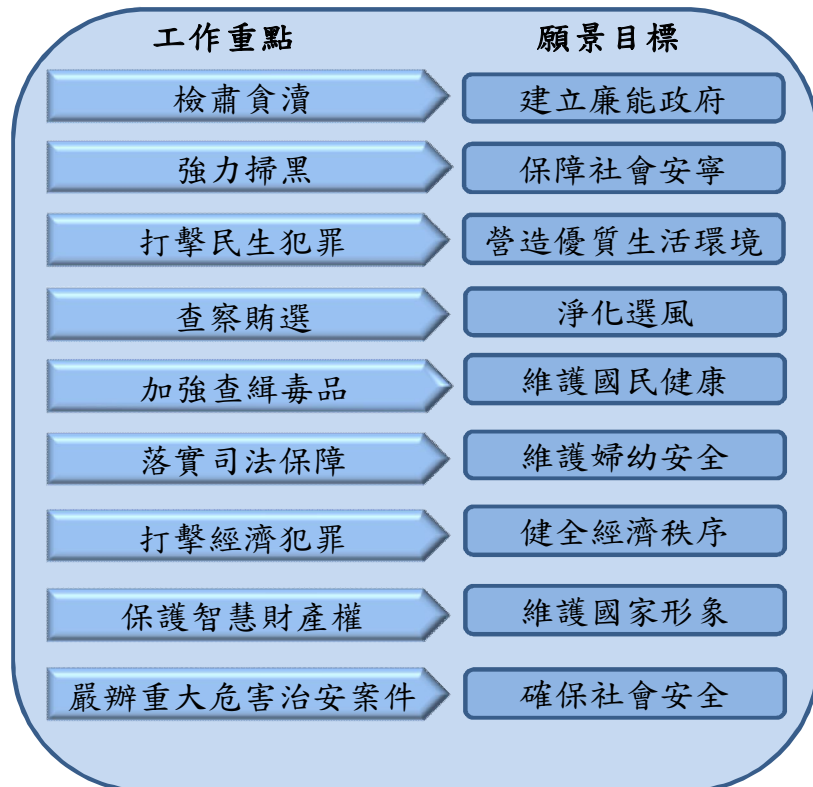 工作重點 願景目標
檢肅貪瀆 建立廉能政府
強力掃黑 保障社會安寧
打擊民生犯罪 營造優質生活環境
查察賄選 淨化選風
加強查緝毒品 維護國民健康
落實司法保障 維護婦幼安全
打擊經濟犯罪 健全經濟秩序
保護智慧財產權 維護國家形象
嚴辦重大危害治安案件 確保社會安全